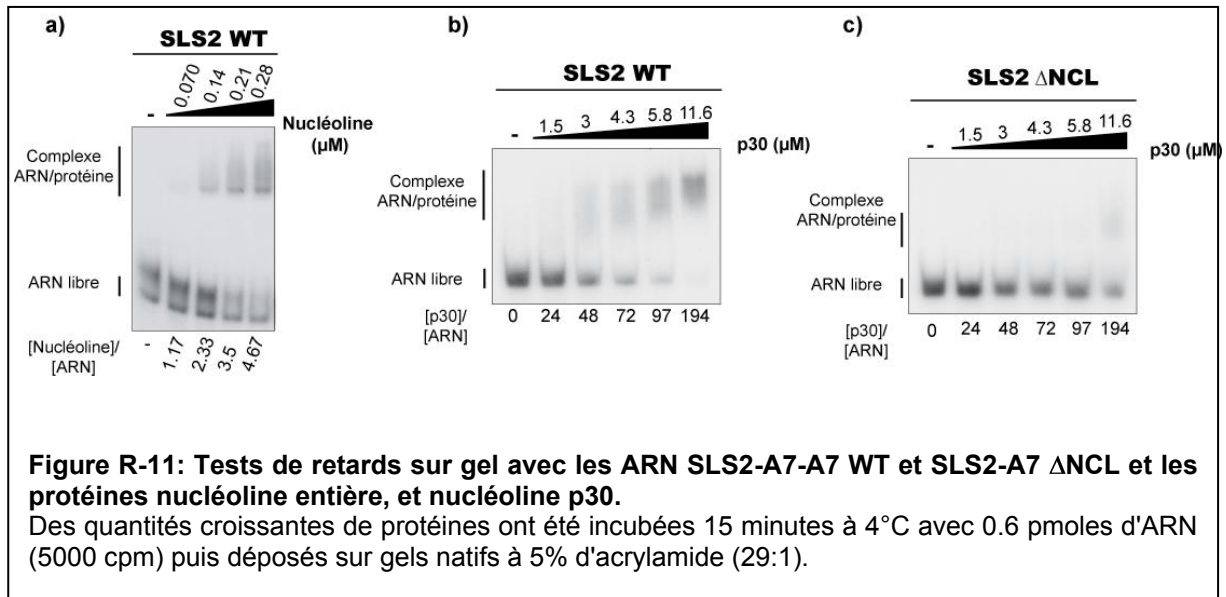 a)
SLS2 WT
- 0.070 0.14 0.21 0.28
Nucléoline
(µM)
Complexe
ARN/protéine
ARN libre
[Nucléoline]/
[ARN]
- 1.17 2.33 3.5 4.67
b)
SLS2 WT
- 1.5 3 4.3 5.8 11.6
p30 (µM)
Complexe
ARN/protéine
ARN libre
0 24 48 72 97 194
[p30]/
[ARN]
c)
SLS2 ΔNCL
- 1.5 3 4.3 5.8 11.6
p30 (µM)
Complexe
ARN/protéine
ARN libre
0 24 48 72 97 194
[p30]/
[ARN]
Figure R-11: Tests de retards sur gel avec les ARN SLS2-A7-A7 WT et SLS2-A7 ΔNCL et les
protéines nucléoline entière, et nucléoline p30.
Des quantités croissantes de protéines ont été incubées 15 minutes à 4°C avec 0.6 pmoles d'ARN
(5000 cpm) puis déposés sur gels natifs à 5% d'acrylamide (29:1).